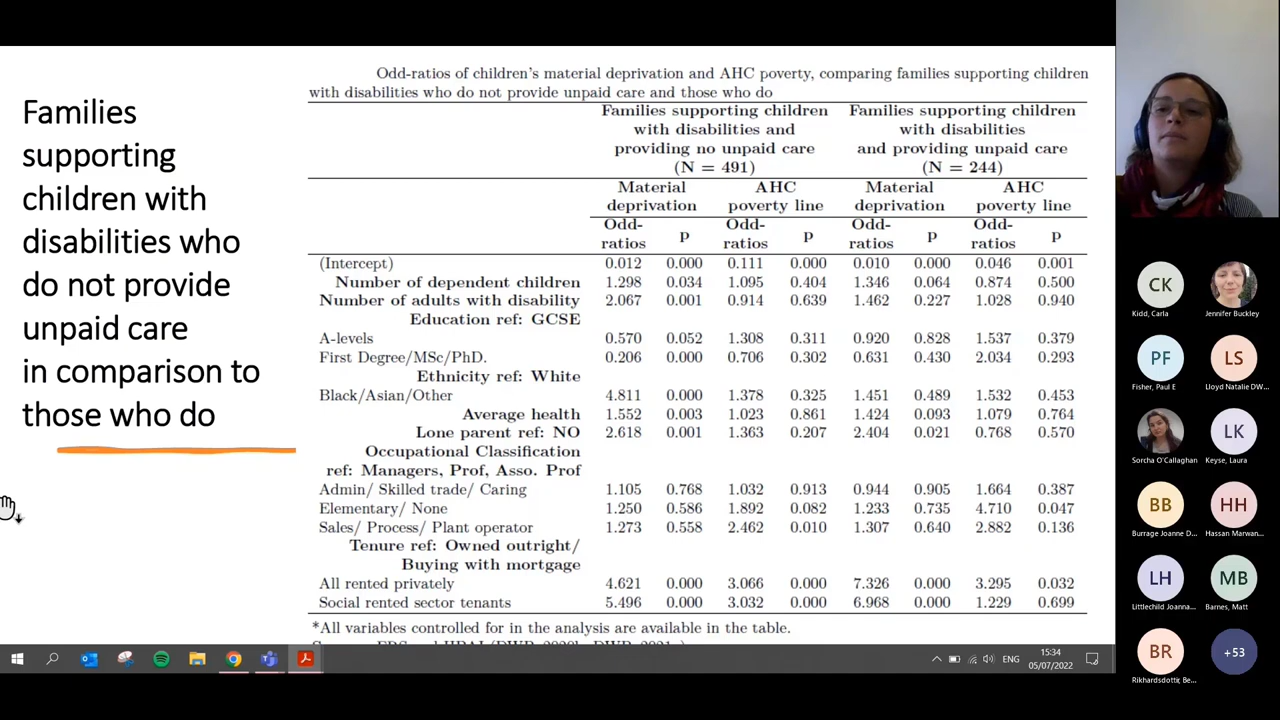 Families
supporting
children with
disabilities who
do not provide
unpaid care
in comparison to
those who do
Odd-ratios of children's material deprivation and AHC poverty, comparing families supporting children
with disabilities who do not provide unpaid care and those who do
Families supporting children Families supporting children
with disabilities and with disabilities
providing no unpaid care and providing unpaid care
(N = 491) (N = 244)
Material AHC Material AHC
deprivation poverty line deprivation poverty line
Odd- Odd- Odd- Odd-
ratios p ratios p ratios p ratios p
(Intercept) 0.012 0.000 0.111 0.000 0.010 0.000 0.046 0.001
Number of dependent children 1.298 0.034 1.095 0.404 1.346 0.064 0.874 0.500
Number of adults with disability 2.067 0.001 0.914 0.639 1.462 0.227 1.028 0.940
Education ref: GCSE
A-levels 0.570 0.052 1.308 0.311 0.920 0.828 1.537 0.379
First Degree/MSc/PhD. 0.206 0.000 0.706 0.302 0.631 0.430 2.034 0.293
Ethnicity ref: White
Black/Asian/Other 4.811 0.000 1.378 0.325 1.451 0.489 1.532 0.453
Average health 1.552 0.003 1.023 0.861 1.424 0.093 1.079 0.764
Lone parent ref: NO 2.618 0.001 1.363 0.207 2.404 0.021 0.768 0.570
Occupational Classification
ref: Managers, Prof, Asso. Prof
Admin/ Skilled trade/ Caring 1.105 0.768 1.032 0.913 0.944 0.905 1.664 0.387
Elementary/ None 1.250 0.586 1.892 0.082 1.233 0.735 4.710 0.047
Sales/ Process/ Plant operator 1.273 0.558 2.462 0.010 1.307 0.640 2.882 0.136
Tenure ref: Owned outright/
Buying with mortgage
All rented privately 4.621 0.000 3.066 0.000 7.326 0.000 3.295 0.032
Social rented sector tenants 5.496 0.000 3.032 0.000 6.968 0.000 1.229 0.699
*All variables controlled for in the analysis are available in the table.
ENG
15:34
05/07/2022
CK
Kidd, Carla
Jennifer Buckley
PF
Fisher, Paul E
LS
Lloyd Natalie DW...
Sorcha O'Callaghan
LK
Keyse, Laura
BB
Burrage Joanne D...
HH
Hassan Marwan...
LH
Littlechild Joanna...
MB
Barnes, Matt
BR
Rikhardsdottir, Be...
+53